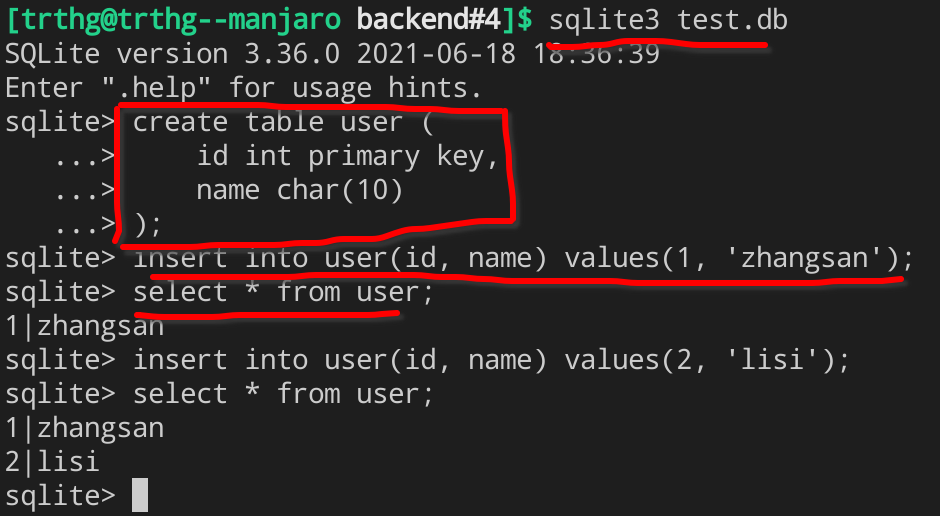 [trthg@trthg--manjaro backend#4]$ sqlite3 test.db
SQLite version 3.36.0 2021-06-18 18:36:39
Enter ".help" for usage hints.
sqlite> create table user (
   ...>     id int primary key,
   ...>     name char(10)
   ...> );
sqlite> insert into user(id, name) values(1, 'zhangsan');
sqlite> select * from user;
1|zhangsan
sqlite> insert into user(id, name) values(2, 'lisi');
sqlite> select * from user;
1|zhangsan
2|lisi
sqlite>